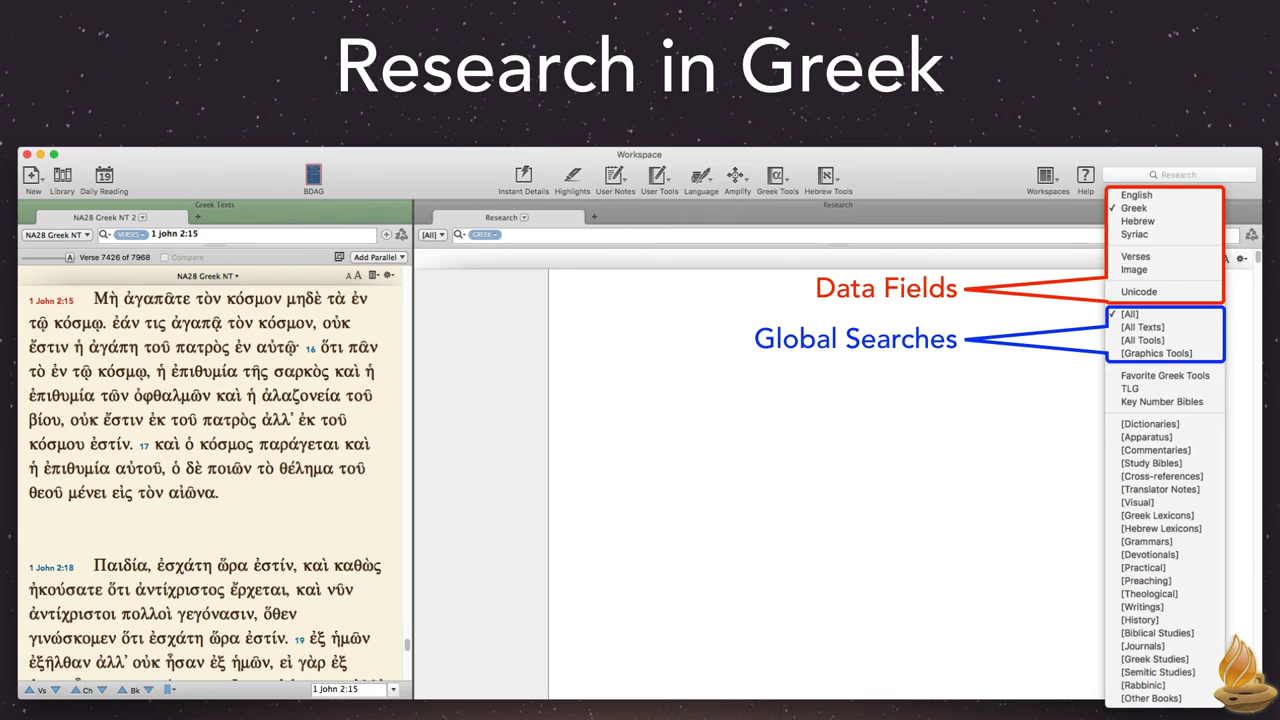 Research in Greek
Workspace
New
Library
19
Daily Reading
BDAG
Instant Details
Highlights
User Notes
User Tools
Language
Amplify
Greek Tools
Hebrew Tools
Workspaces
Help
Research
Greek Texts
Research
NA28 Greek NT 2
Research
NA28 Greek NT
VERSES
1 john 2:15
[All]
GREEK
Verse 7426 of 7968
Compare
Add Parallel
NA28 Greek NT
1 John 2:15 Μὴ ἀγαπᾶτε τὸν κόσμον μηδὲ τὰ ἐν
τῷ κόσμῳ. ἐάν τις ἀγαπᾷ τὸν κόσμον, οὐκ
ἔστιν ἡ ἀγάπη τοῦ πατρὸς ἐν αὐτῷ· 16 ὅτι πᾶν
τὸ ἐν τῷ κόσμῳ, ἡ ἐπιθυμία τῆς σαρκὸς καὶ ἡ
ἐπιθυμία τῶν ὀφθαλμῶν καὶ ἡ ἀλαζονεία τοῦ
βίου, οὐκ ἔστιν ἐκ τοῦ πατρὸς ἀλλ’ ἐκ τοῦ
κόσμου ἐστίν. 17 καὶ ὁ κόσμος παράγεται καὶ
ἡ ἐπιθυμία αὐτοῦ, ὁ δὲ ποιῶν τὸ θέλημα τοῦ
θεοῦ μένει εἰς τὸν αἰῶνα.
1 John 2:18 Παιδία, ἐσχάτη ὥρα ἐστίν, καὶ καθὼς
ἠκούσατε ὅτι ἀντίχριστος ἔρχεται, καὶ νῦν
ἀντίχριστοι πολλοὶ γεγόνασιν, ὅθεν
γινώσκομεν ὅτι ἐσχάτη ὥρα ἐστίν. 19 ἐξ ἡμῶν
ἐξῆλθαν ἀλλ’ οὐκ ἦσαν ἐξ ἡμῶν, εἰ γὰρ ἐξ
Vs
Ch
Bk
1 John 2:15
Data Fields
Global Searches
English
Greek
Hebrew
Syriac
Verses
Image
Unicode
[All]
[All Texts]
[All Tools]
[Graphics Tools]
Favorite Greek Tools
TLG
Key Number Bibles
[Dictionaries]
[Apparatus]
[Commentaries]
[Study Bibles]
[Cross-references]
[Translator Notes]
[Visual]
[Greek Lexicons]
[Hebrew Lexicons]
[Grammars]
[Devotionals]
[Practical]
[Preaching]
[Theological]
[Writings]
[History]
[Biblical Studies]
[Journals]
[Greek Studies]
[Semitic Studies]
[Rabbinic]
[Other Books]